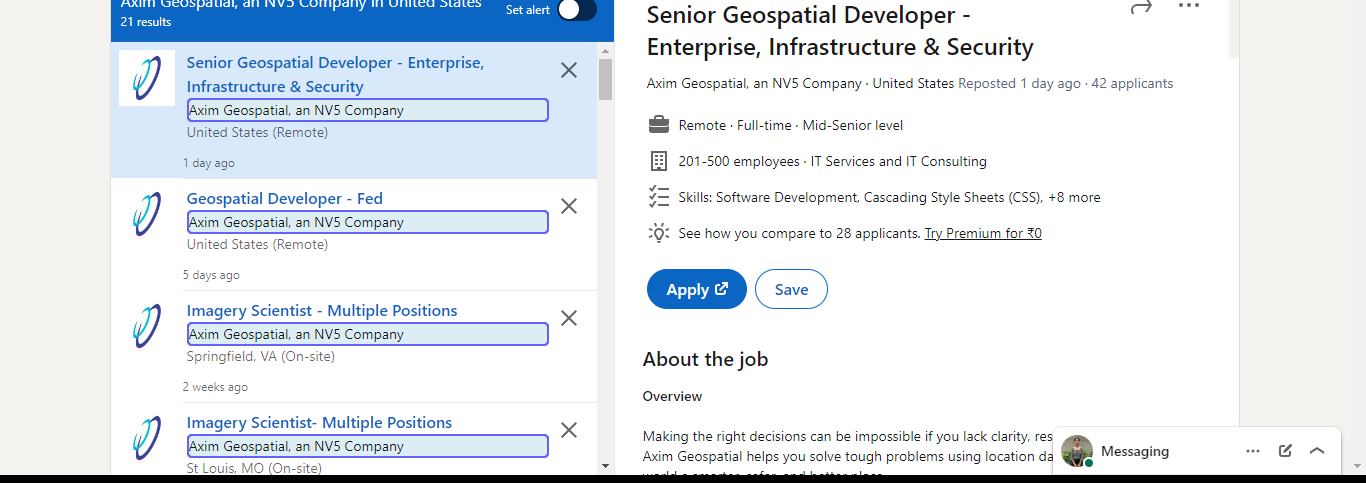 Axim Geospatial, an NV5 Company in United States
21 results
Set alert
Senior Geospatial Developer - Enterprise,
Infrastructure & Security
Axim Geospatial, an NV5 Company
United States (Remote)
1 day ago
Geospatial Developer - Fed
Axim Geospatial, an NV5 Company
United States (Remote)
5 days ago
Imagery Scientist - Multiple Positions
Axim Geospatial, an NV5 Company
Springfield, VA (On-site)
2 weeks ago
Imagery Scientist- Multiple Positions
Axim Geospatial, an NV5 Company
St Louis, MO (On-site)
Senior Geospatial Developer -
Enterprise, Infrastructure & Security
Axim Geospatial, an NV5 Company · United States Reposted 1 day ago · 42 applicants
Remote · Full-time · Mid-Senior level
201-500 employees · IT Services and IT Consulting
Skills: Software Development, Cascading Style Sheets (CSS), +8 more
See how you compare to 28 applicants. Try Premium for ₹0
Apply
Save
About the job
Overview
Making the right decisions can be impossible if you lack clarity, res
Axim Geospatial helps you solve tough problems using location da
world a smarter, safer, and better place.
Messaging